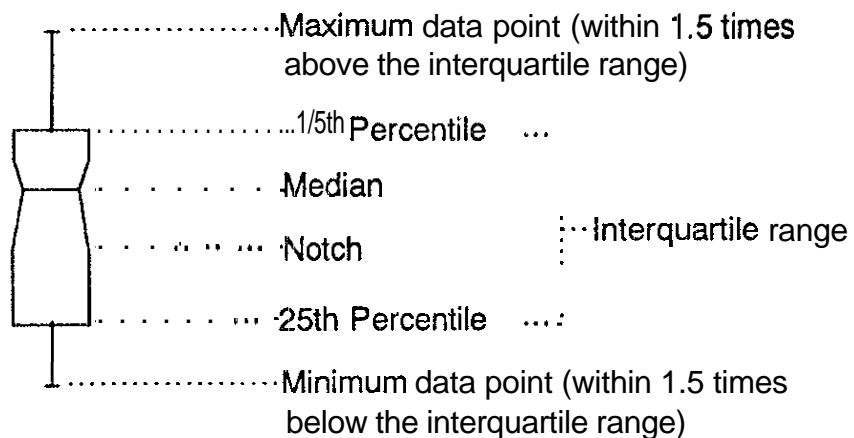 Maximum data point (within 1.5 times
above the interquartile range)
1/5th Percentile
Median
Interquartile range
Notch
25th Percentile
Minimum data point (within 1.5 times
below the interquartile range)